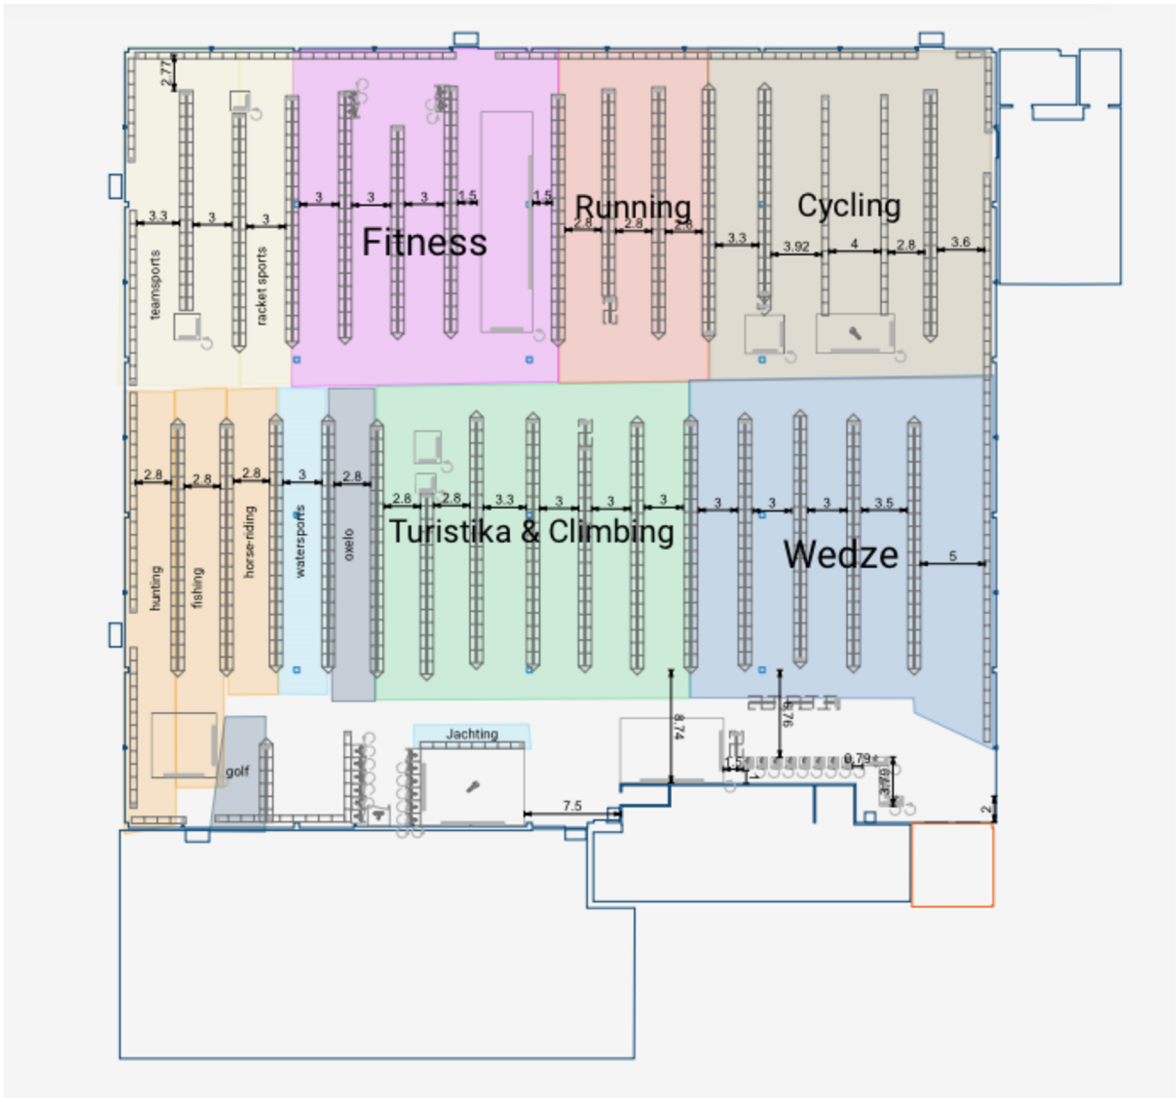 2.77
3.3
3
3
3
3
3
1.5
1.5
2.8
2.8
2.8
3.3
3.92
4
2.8
3.6
teamsports
racket sports
Fitness
Running
Cycling
2.8
2.8
2.8
3
2.8
2.8
2.8
3.3
3
3
3
3
3
3
3.5
5
hunting
fishing
horse-riding
watersports
oxelo
Turistika & Climbing
Wedze
golf
Jachting
7.5
8.74
6.76
1.5
1
0.79
2